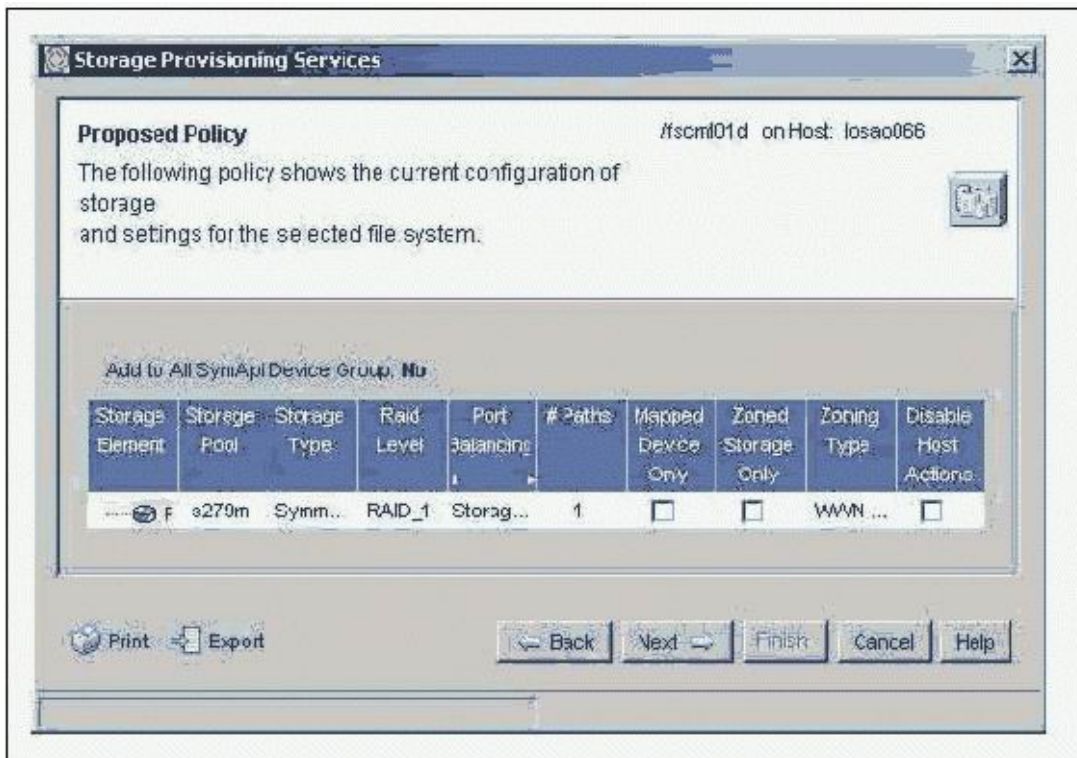 Storage Provisioning Services
Proposed Policy
/fscml01d on Host: losao066
The following policy shows the current configuration of
storage
and settings for the selected file system.
Add to All SymApi Device Group, No
Storage Element
Storage Pool
Storage Type
Raid Level
Port Balancing
# Paths
Mapped Device Only
Zoned Storage Only
Zoning Type
Disable Host Actions
F s279m Symm... RAID_1 Storag... 1 WWN ...
Print Export Back Next Finish Cancel Help